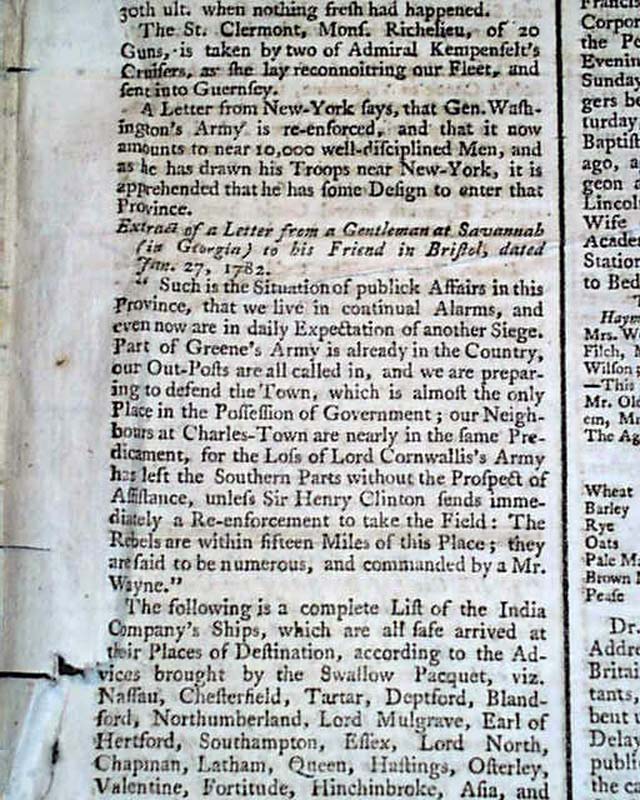 30th ult. when nothing freſh had happened.
The St. Clermont, Monſ. Richelieu, of 20
Guns, is taken by two of Admiral Kempenfelt's
Cruiſers, as ſhe lay reconnoitring our Fleet, and
ſent into Guernſey.
A Letter from New-York ſays, that Gen. Waſh-
ington's Army is re-enforced, and that it now
amounts to near 10,000 well-diſciplined Men, and
as he has drawn his Troops near New-York, it is
apprehended that he has ſome Deſign to enter that
Province.
Extract of a Letter from a Gentleman at Savannah
(in Georgia) to his Friend in Briſtol, dated
Jan. 27, 1782.
" Such is the Situation of publick Affairs in this
Province, that we live in continual Alarms, and
even now are in daily Expectation of another Siege.
Part of Greene's Army is already in the Country,
our Out-Poſts are all called in, and we are prepar-
ing to defend the Town, which is almoſt the only
Place in the Poſſeſſion of Government; our Neigh-
bours at Charles-Town are nearly in the ſame Pre-
dicament, for the Loſs of Lord Cornwallis's Army
has left the Southern Parts without the Proſpect of
Aſſiſtance, unleſs Sir Henry Clinton ſends imme-
diately a Re-enforcement to take the Field: The
Rebels are within fifteen Miles of this Place; they
are ſaid to be numerous, and commanded by a Mr.
Wayne."
The following is a complete Liſt of the India
Company's Ships, which are all ſafe arrived at
their Places of Deſtination, according to the Ad-
vices brought by the Swallow Pacquet, viz.
Naſſau, Cheſterfield, Tartar, Deptford, Bland-
ford, Northumberland, Lord Mulgrave, Earl of
Hertford, Southampton, Eſſex, Lord North,
Chapman, Latham, Queen, Haſtings, Oſterley,
Valentine, Fortitude, Hinchinbroke, Aſia, and
Francis
Corpor
the Pe
Evenin
Sunday
gers be
turday
Baptiſt
ago, a
geon a
Lincol
Wife
Acade
Station
to Bed
Haym
Mrs. W
Filch, M
Wilſon;
—This
Mr. Old
em, Mr
The Ag
Wheat
Barley
Rye
Oats
Pale Ma
Brown
Peaſe
Dr.
Addre
Britai
tants,
bent
Delay
public
the ca